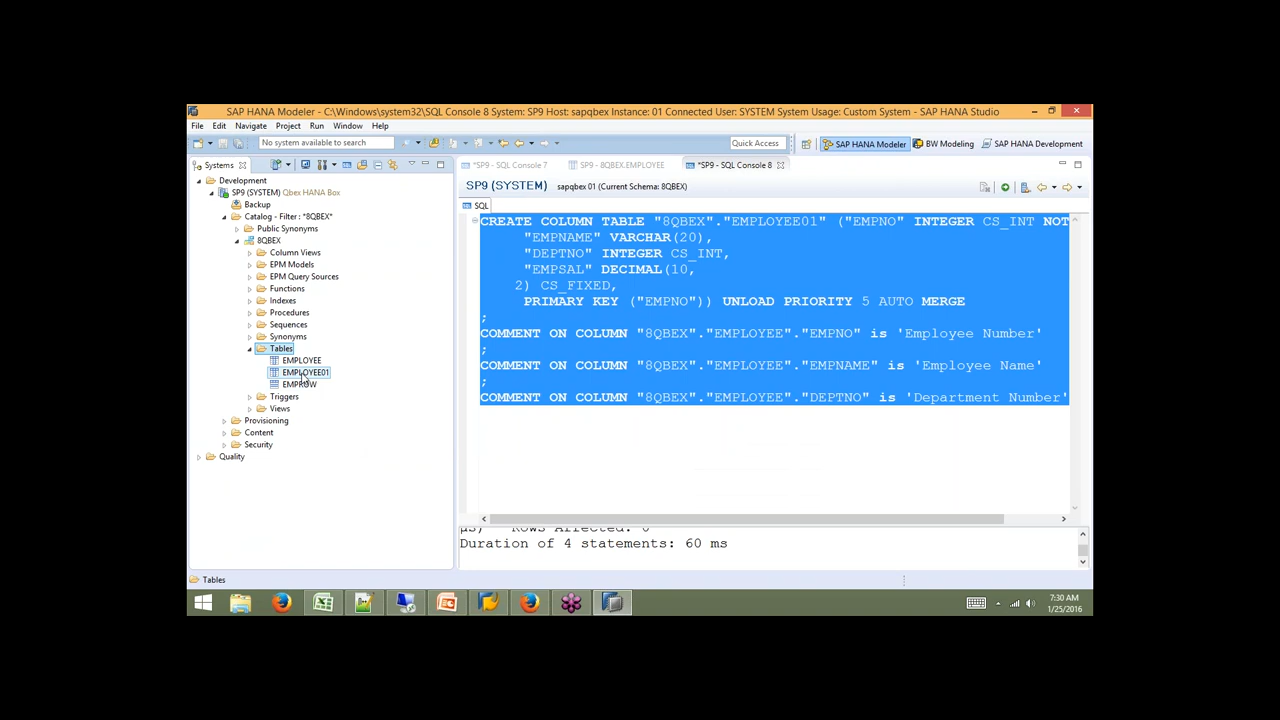 SAP HANA Modeler - C:\Windows\system32\SQL Console 8 System: SP9 Host: sapqbex Instance: 01 Connected User: SYSTEM System Usage: Custom System - SAP HANA Studio
File Edit Navigate Project Run Window Help
No system available to search
Quick Access
SAP HANA Modeler
BW Modeling
SAP HANA Development
Systems
*SP9 - SQL Console 7
SP9 - 8QBEX.EMPLOYEE
*SP9 - SQL Console 8
Development
SP9 (SYSTEM) Qbex HANA Box
Backup
Catalog - Filter : *8QBEX*
Public Synonyms
8QBEX
Column Views
EPM Models
EPM Query Sources
Functions
Indexes
Procedures
Sequences
Synonyms
Tables
EMPLOYEE
EMPLOYEE01
EMPROW
Triggers
Views
Provisioning
Content
Security
Quality
SP9 (SYSTEM) sapqbex 01 (Current Schema: 8QBEX)
SQL
CREATE COLUMN TABLE "8QBEX"."EMPLOYEE01" ("EMPNO" INTEGER CS_INT NOT
"EMPNAME" VARCHAR(20),
"DEPTNO" INTEGER CS_INT,
"EMPSAL" DECIMAL(10,
2) CS_FIXED,
PRIMARY KEY ("EMPNO")) UNLOAD PRIORITY 5 AUTO MERGE
;
COMMENT ON COLUMN "8QBEX"."EMPLOYEE"."EMPNO" is 'Employee Number'
;
COMMENT ON COLUMN "8QBEX"."EMPLOYEE"."EMPNAME" is 'Employee Name'
;
COMMENT ON COLUMN "8QBEX"."EMPLOYEE"."DEPTNO" is 'Department Number'
µs) Rows Affected: 0
Duration of 4 statements: 60 ms
Tables
7:30 AM
1/25/2016